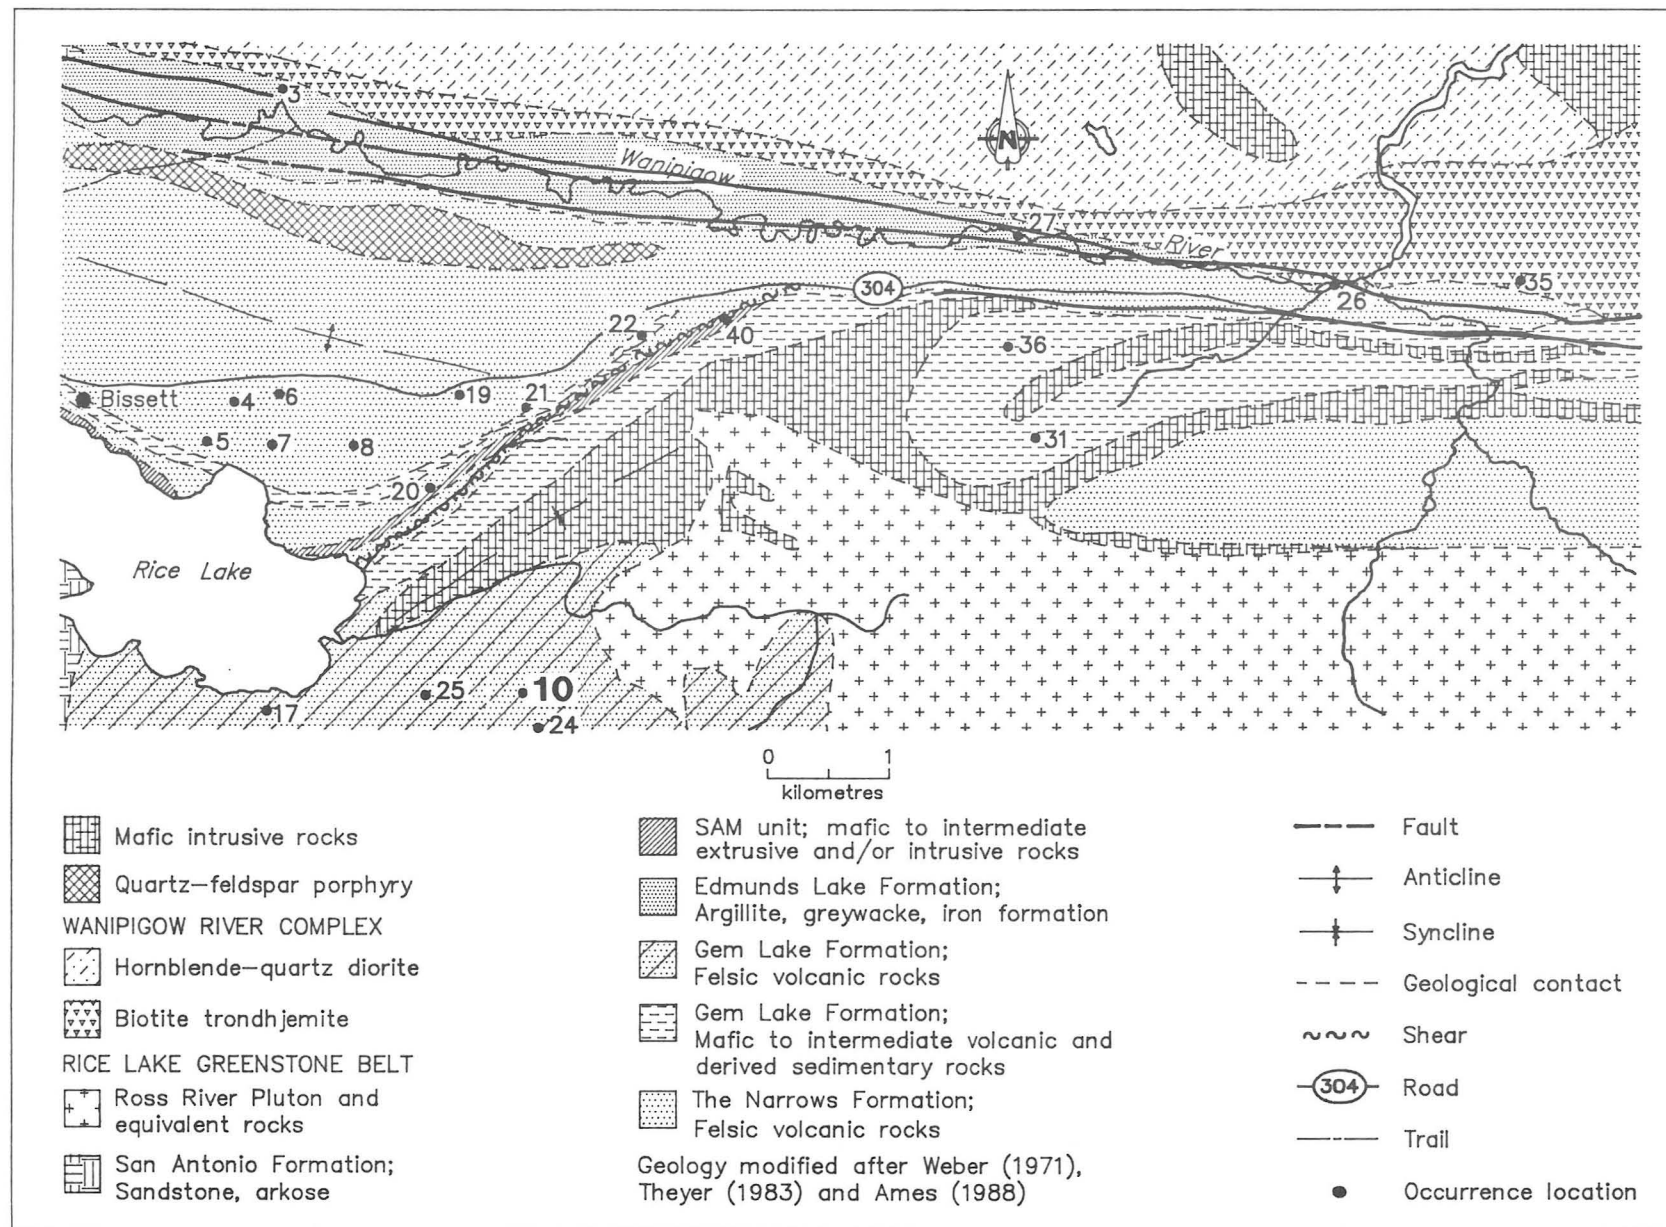 3
N
Wanipigow
27
River
35
304
26
22
40
36
Bissett
4
6
19
21
5
7
8
31
20
Rice Lake
25
10
17
24
0 1
kilometres
Mafic intrusive rocks
Quartz-feldspar porphyry
WANIPIGOW RIVER COMPLEX
Hornblende-quartz diorite
Biotite trondhjemite
RICE LAKE GREENSTONE BELT
Ross River Pluton and
equivalent rocks
San Antonio Formation;
Sandstone, arkose
SAM unit; mafic to intermediate
extrusive and/or intrusive rocks
Edmunds Lake Formation;
Argillite, greywacke, iron formation
Gem Lake Formation;
Felsic volcanic rocks
Gem Lake Formation;
Mafic to intermediate volcanic and
derived sedimentary rocks
The Narrows Formation;
Felsic volcanic rocks
Geology modified after Weber (1971),
Theyer (1983) and Ames (1988)
Fault
Anticline
Syncline
Geological contact
Shear
304 Road
Trail
Occurrence location